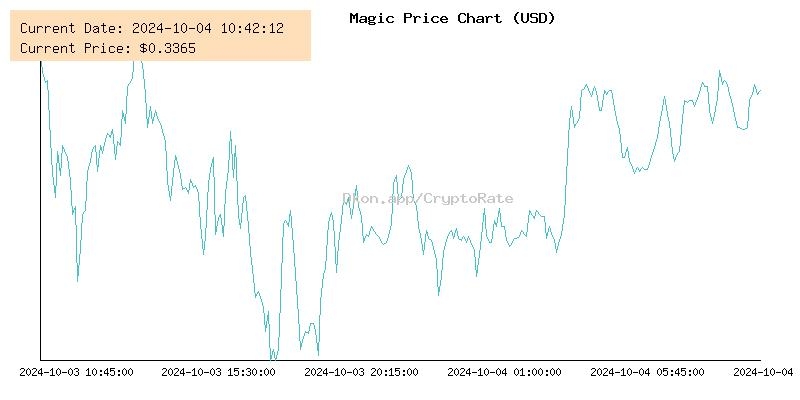 Magic Price Chart (USD)
Current Date: 2024-10-04 10:42:12
Current Price: $0.3365
Dion.app/CryptoRate
2024-10-03 10:45:00
2024-10-03 15:30:00
2024-10-03 20:15:00
2024-10-04 01:00:00
2024-10-04 05:45:00
2024-10-04